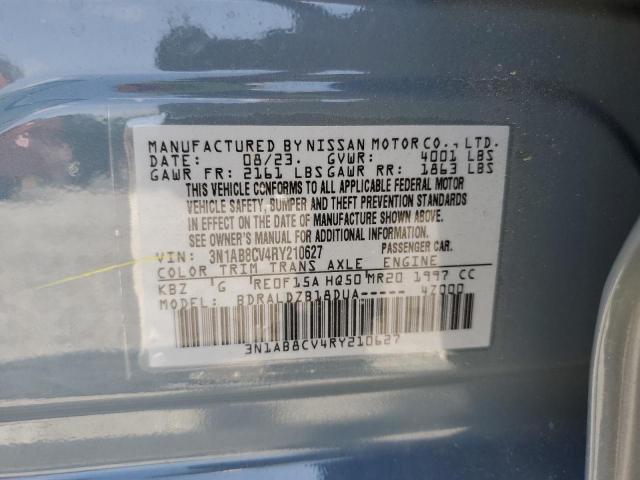 MANUFACTURED BY NISSAN MOTOR CO., LTD.
DATE: 08/23. GVWR: 4001 LBS
GAWR FR: 2161 LBS GAWR RR: 1863 LBS
THIS VEHICLE CONFORMS TO ALL APPLICABLE FEDERAL MOTOR
VEHICLE SAFETY, BUMPER AND THEFT PREVENTION STANDARDS
IN EFFECT ON THE DATE OF MANUFACTURE SHOWN ABOVE.
SEE OWNER'S MANUAL FOR ADDITIONAL INFORMATION.
VIN: 3N1AB8CV4RY210627 PASSENGER CAR.
COLOR TRIM TRANS AXLE ENGINE
KBZ G RE0F15A HQ50 MR20 1997 CC
MODEL: BDRALDZB18DUA----- 47000
3N1AB8CV4RY210627